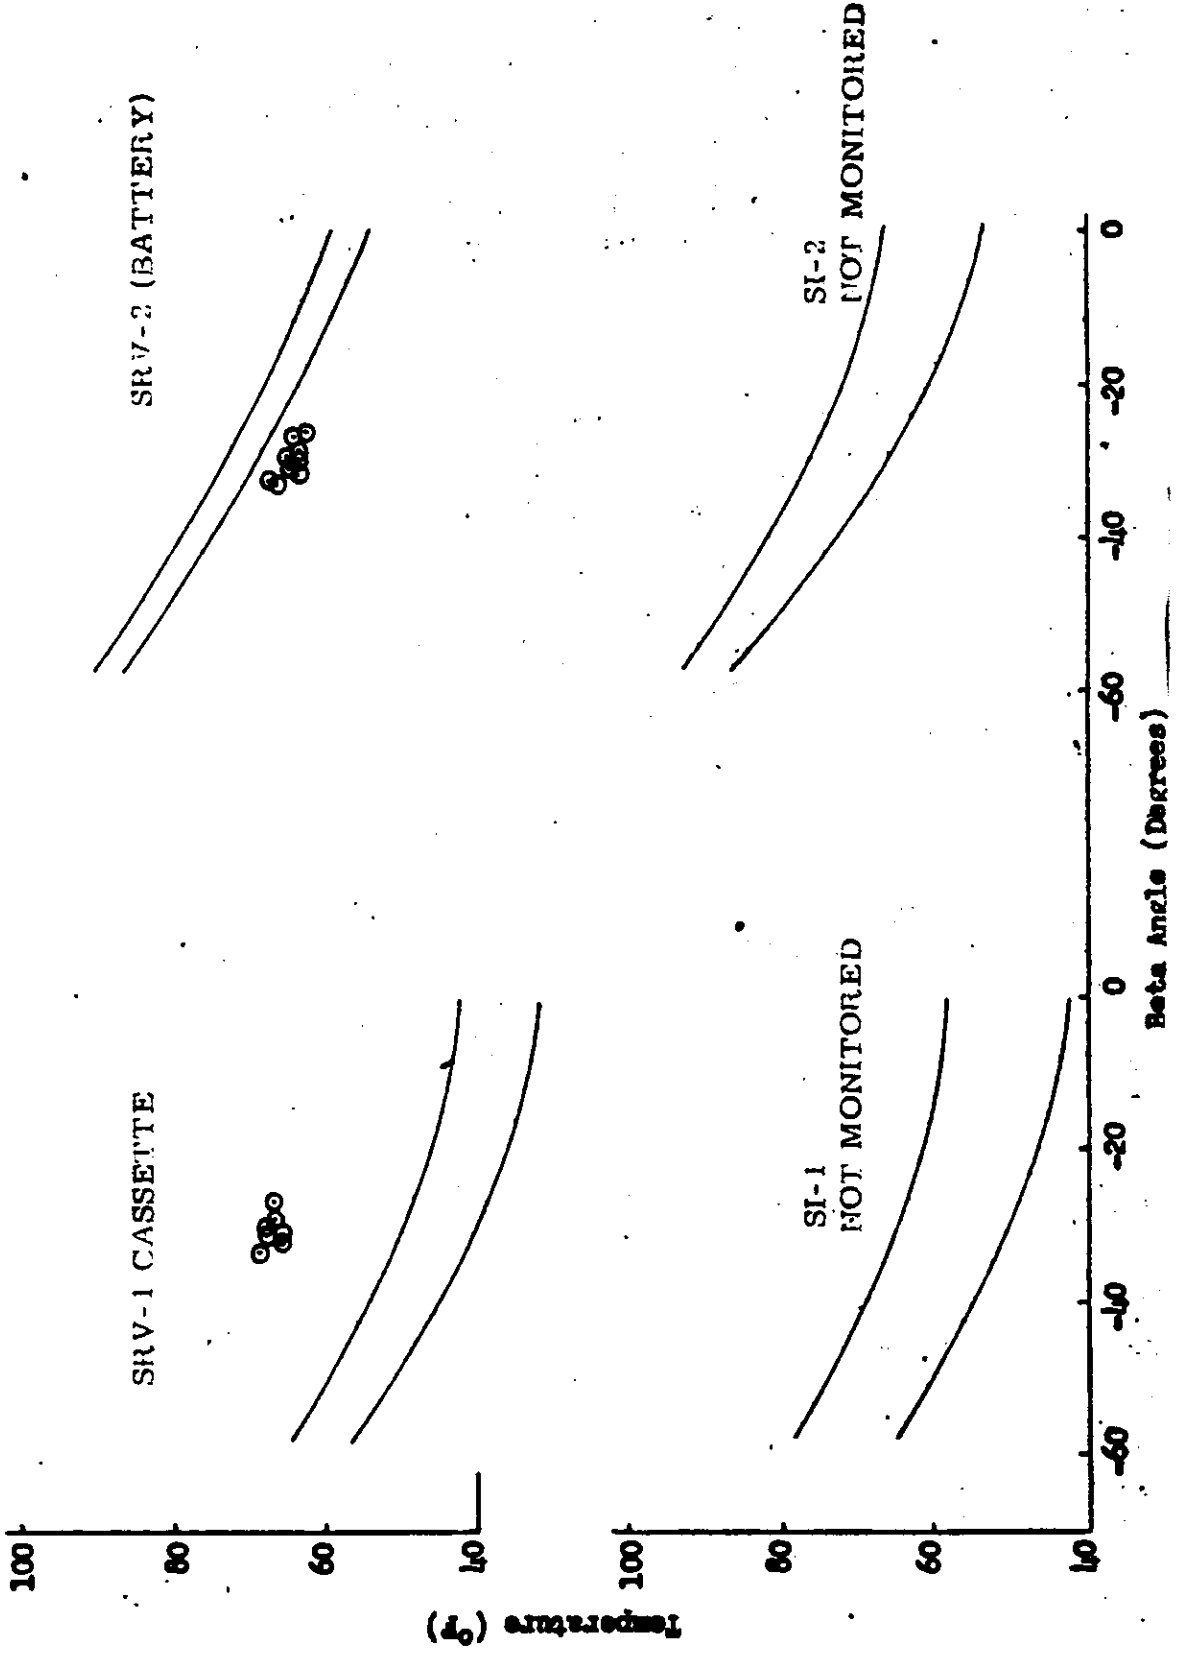 SRV-1 CASSETTE
SRV-2 (BATTERY)
100
80
60
40
SI-1
NOT MONITORED
SI-2
NOT MONITORED
100
80
60
40
Temperature (°F)
-60
-40
-20
0
-60
-40
-20
0
Beta Angle (Degrees)